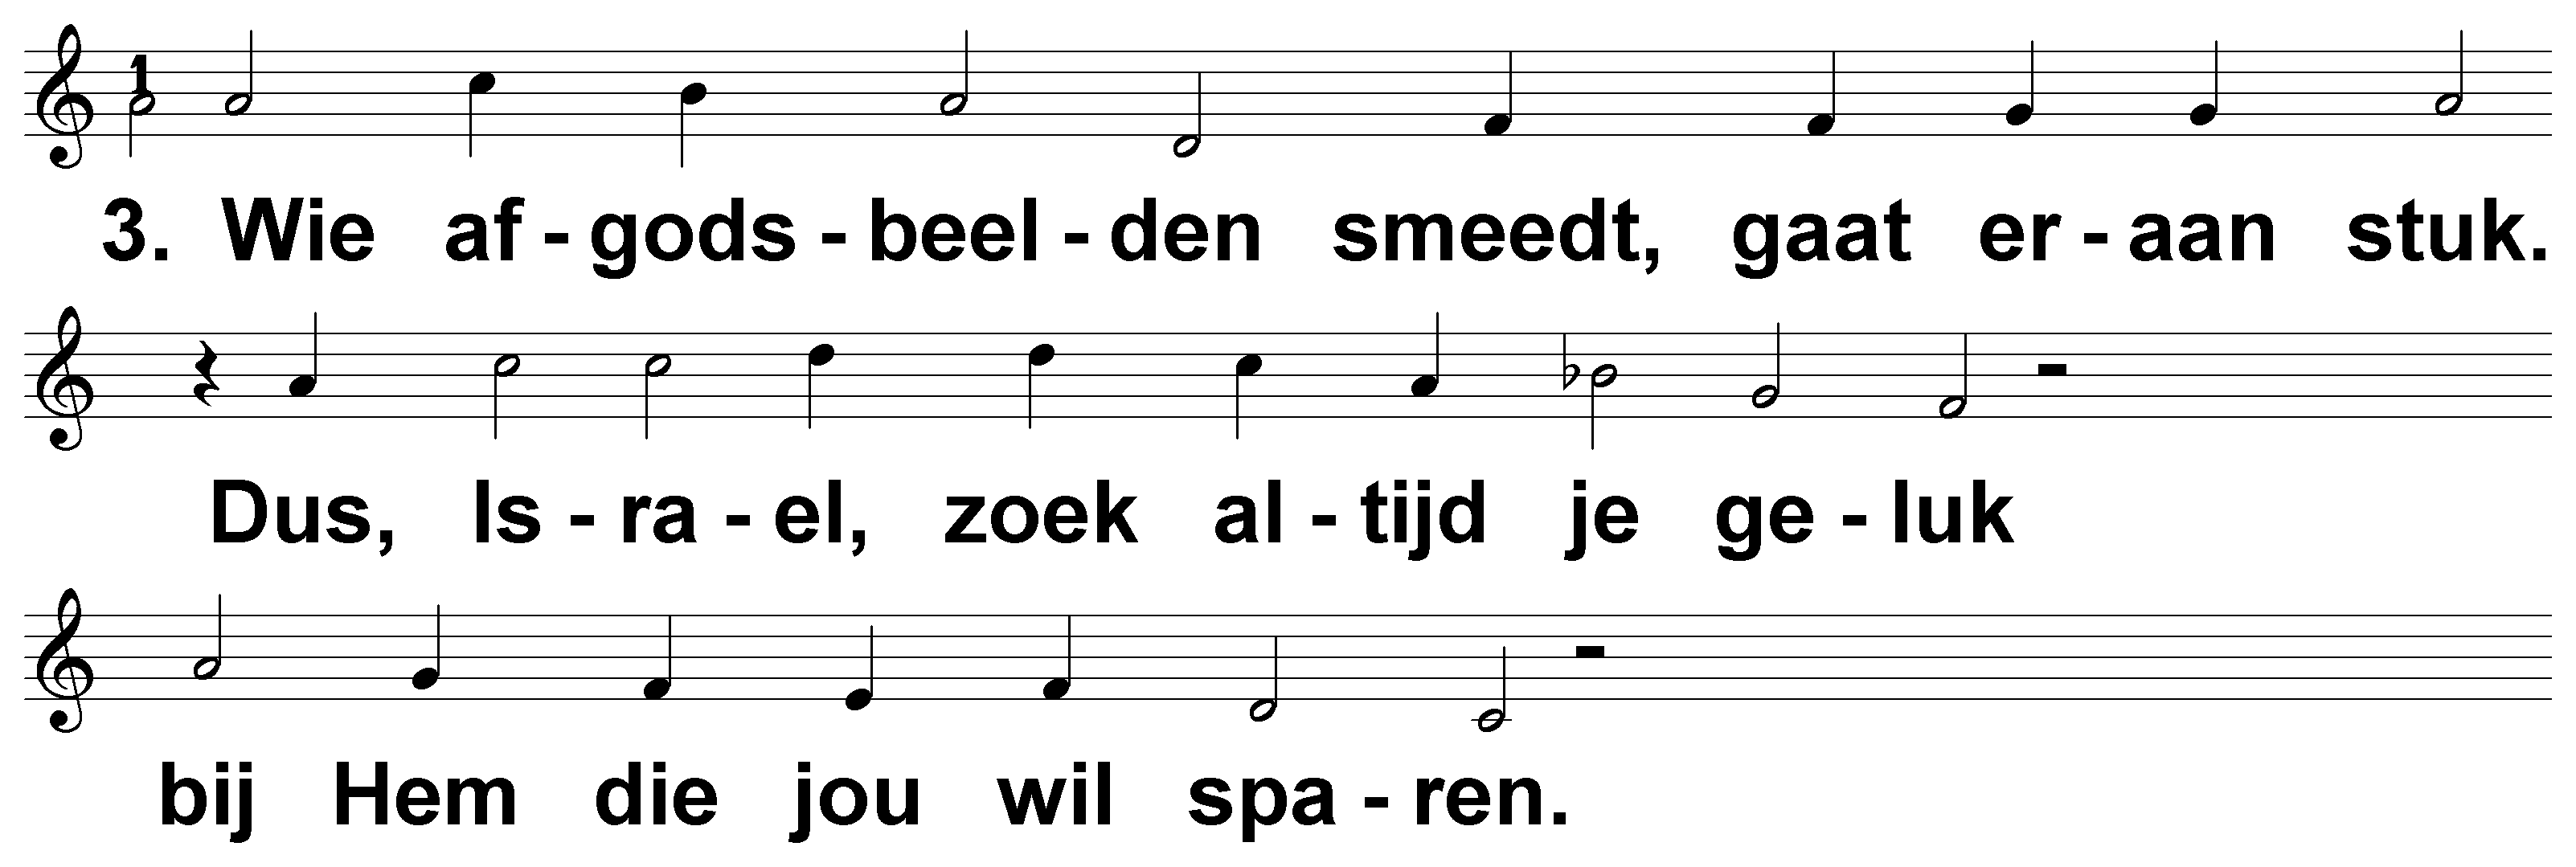 1
3. Wie af - gods - beel - den smeedt, gaat er - aan stuk.
Dus, Is - ra - el, zoek al - tijd je ge - luk
bij Hem die jou wil spa - ren.